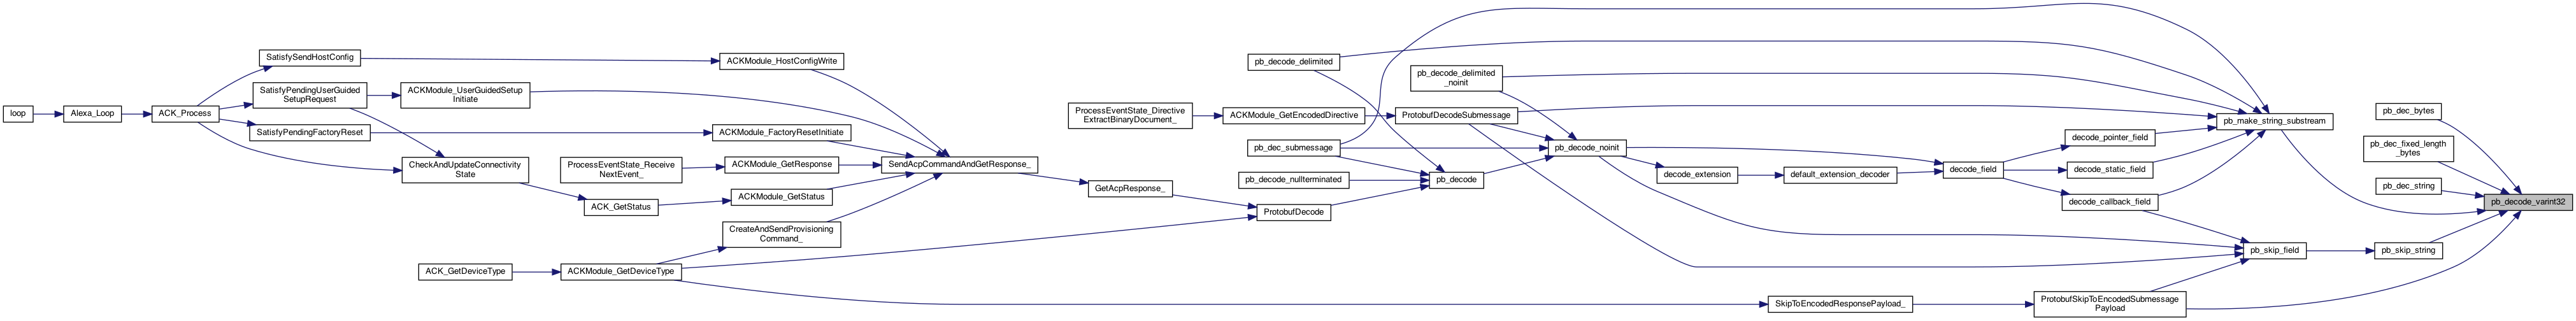 loop
Alexa_Loop
ACK_Process
SatisfySendHostConfig
SatisfyPendingUserGuided
SetupRequest
SatisfyPendingFactoryReset
CheckAndUpdateConnectivity
State
ACK_GetDeviceType
ACKModule_UserGuidedSetup
Initiate
ProcessEventState_Receive
NextEvent_
ACK_GetStatus
ACKModule_GetDeviceType
ACKModule_HostConfigWrite
ACKModule_FactoryResetInitiate
ACKModule_GetResponse
ACKModule_GetStatus
CreateAndSendProvisioning
Command_
SendAcpCommandAndGetResponse_
ProcessEventState_Directive
ExtractBinaryDocument_
GetAcpResponse_
pb_decode_delimited
ACKModule_GetEncodedDirective
pb_dec_submessage
pb_decode_nullterminated
ProtobufDecode
pb_decode_delimited
_noinit
ProtobufDecodeSubmessage
pb_decode
pb_decode_noinit
decode_extension
default_extension_decoder
SkipToEncodedResponsePayload_
decode_field
decode_pointer_field
decode_static_field
decode_callback_field
ProtobufSkipToEncodedSubmessage
Payload
pb_make_string_substream
pb_skip_field
pb_dec_bytes
pb_dec_fixed_length
_bytes
pb_dec_string
pb_skip_string
pb_decode_varint32